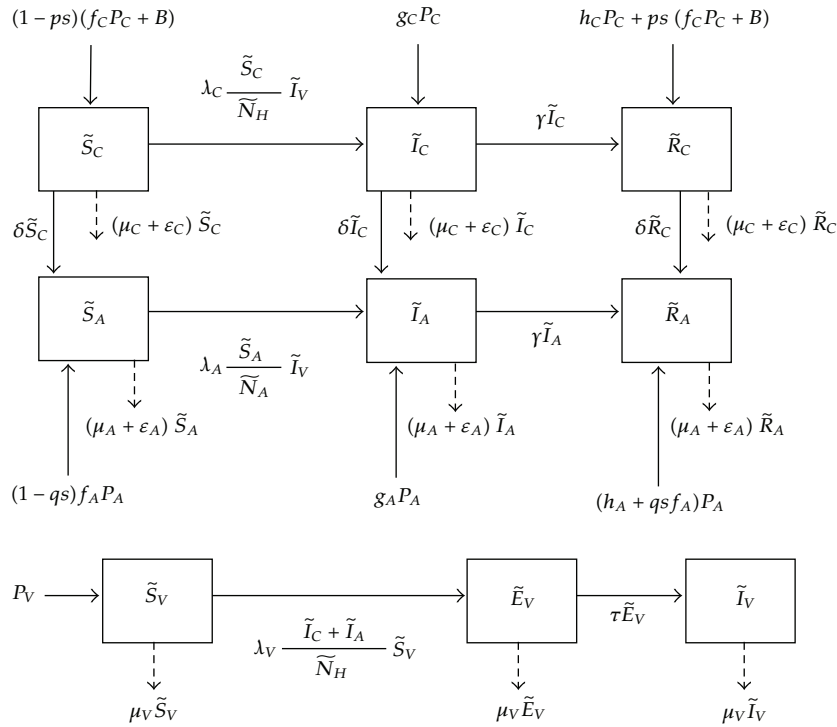 (1 − ps)(f_C P_C + B)
g_C P_C
h_C P_C + ps (f_C P_C + B)
λ_C S̃_C / Ñ_H Ĩ_V
S̃_C
Ĩ_C
γĨ_C
R̃_C
δS̃_C
(μ_C + ε_C) S̃_C
δĨ_C
(μ_C + ε_C) Ĩ_C
δR̃_C
(μ_C + ε_C) R̃_C
S̃_A
Ĩ_A
R̃_A
λ_A S̃_A / Ñ_A Ĩ_V
γĨ_A
(μ_A + ε_A) S̃_A
(μ_A + ε_A) Ĩ_A
(μ_A + ε_A) R̃_A
(1 − qs)f_A P_A
g_A P_A
(h_A + qsf_A)P_A
P_V
S̃_V
Ẽ_V
τẼ_V
Ĩ_V
λ_V Ĩ_C + Ĩ_A / Ñ_H S̃_V
μ_V S̃_V
μ_V Ẽ_V
μ_V Ĩ_V